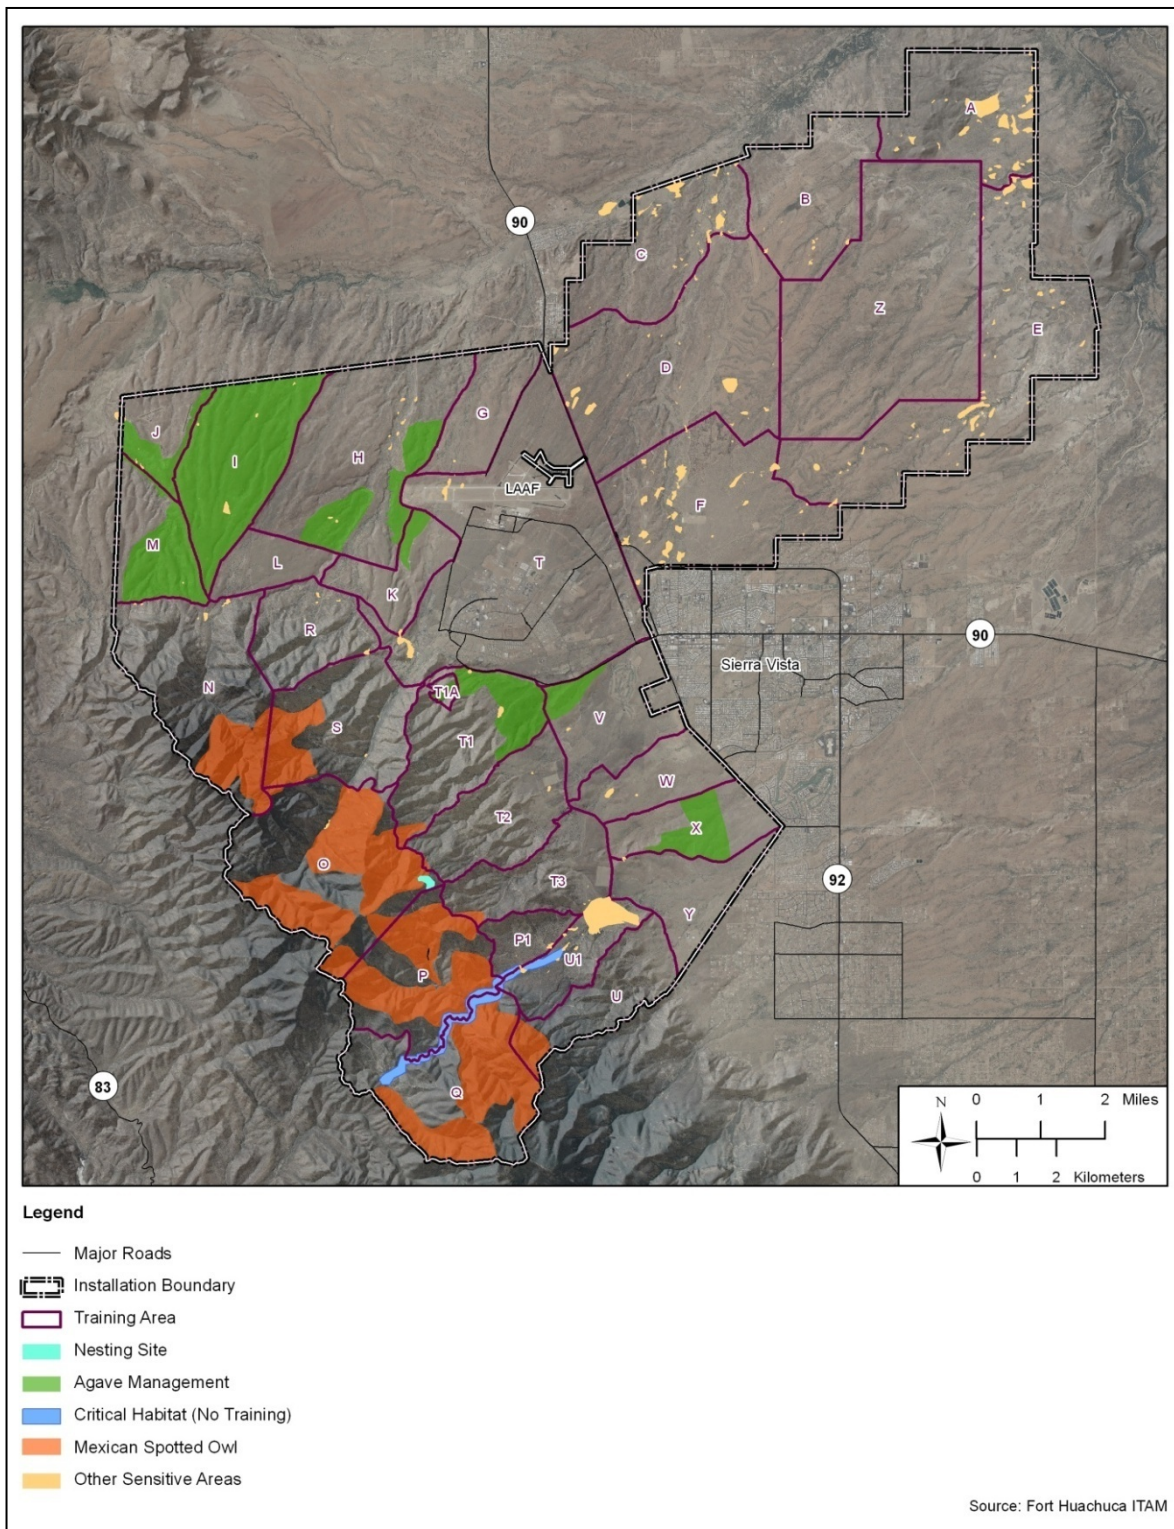 A
B
90
C
Z
E
D
G
J
H
I
LAAF
F
M
T
L
K
R
90
Sierra Vista
N
T1A
S
V
T1
W
T2
X
O
92
T3
Y
P1
U1
P
U
83
Q
N
0 1 2 Miles
0 1 2 Kilometers
Legend
Major Roads
Installation Boundary
Training Area
Nesting Site
Agave Management
Critical Habitat (No Training)
Mexican Spotted Owl
Other Sensitive Areas
Source: Fort Huachuca ITAM